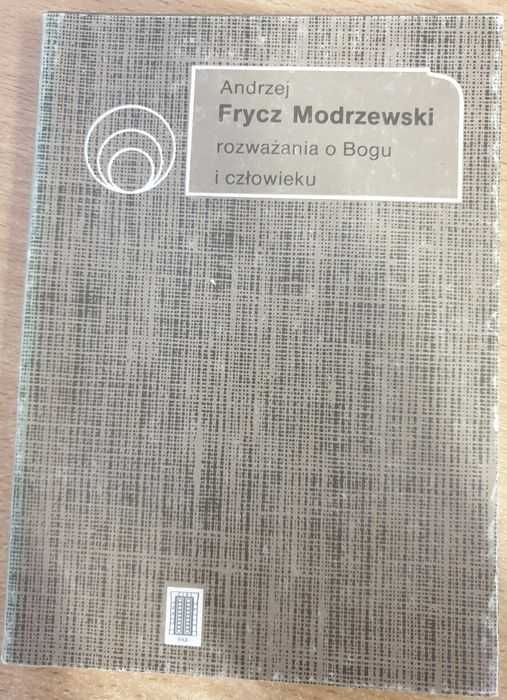 Andrzej
Frycz Modrzewski
rozważania o Bogu
i człowieku